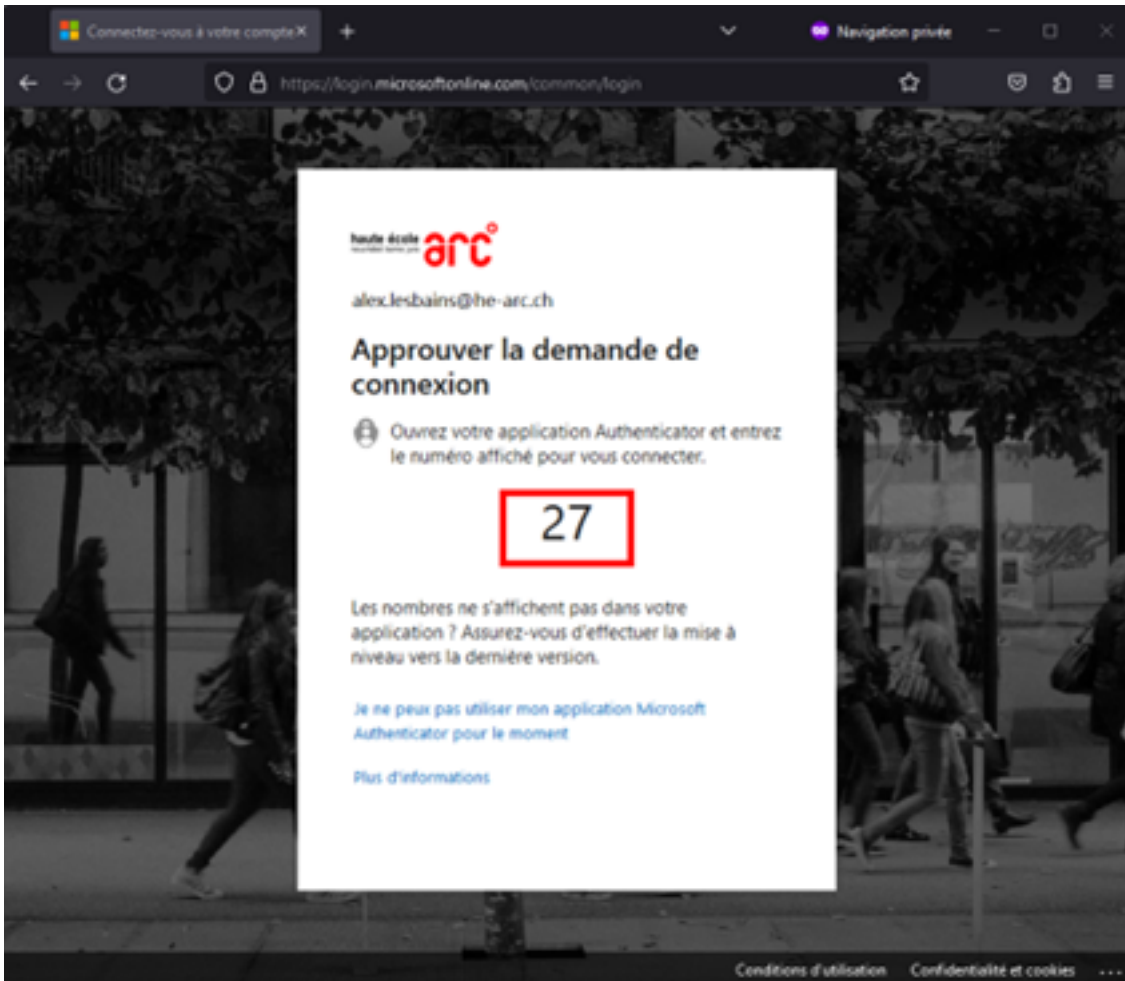 Connectez-vous à votre compte
Navigation privée
https://login.microsoftonline.com/common/login
haute école
arc
alex.lesbains@he-arc.ch
Approuver la demande de
connexion
Ouvrez votre application Authenticator et entrez
le numéro affiché pour vous connecter.
27
Les nombres ne s'affichent pas dans votre
application ? Assurez-vous d'effectuer la mise à
niveau vers la dernière version.
Je ne peux pas utiliser mon application Microsoft
Authenticator pour le moment
Plus d'informations
Conditions d'utilisation Confidentialité et cookies ...